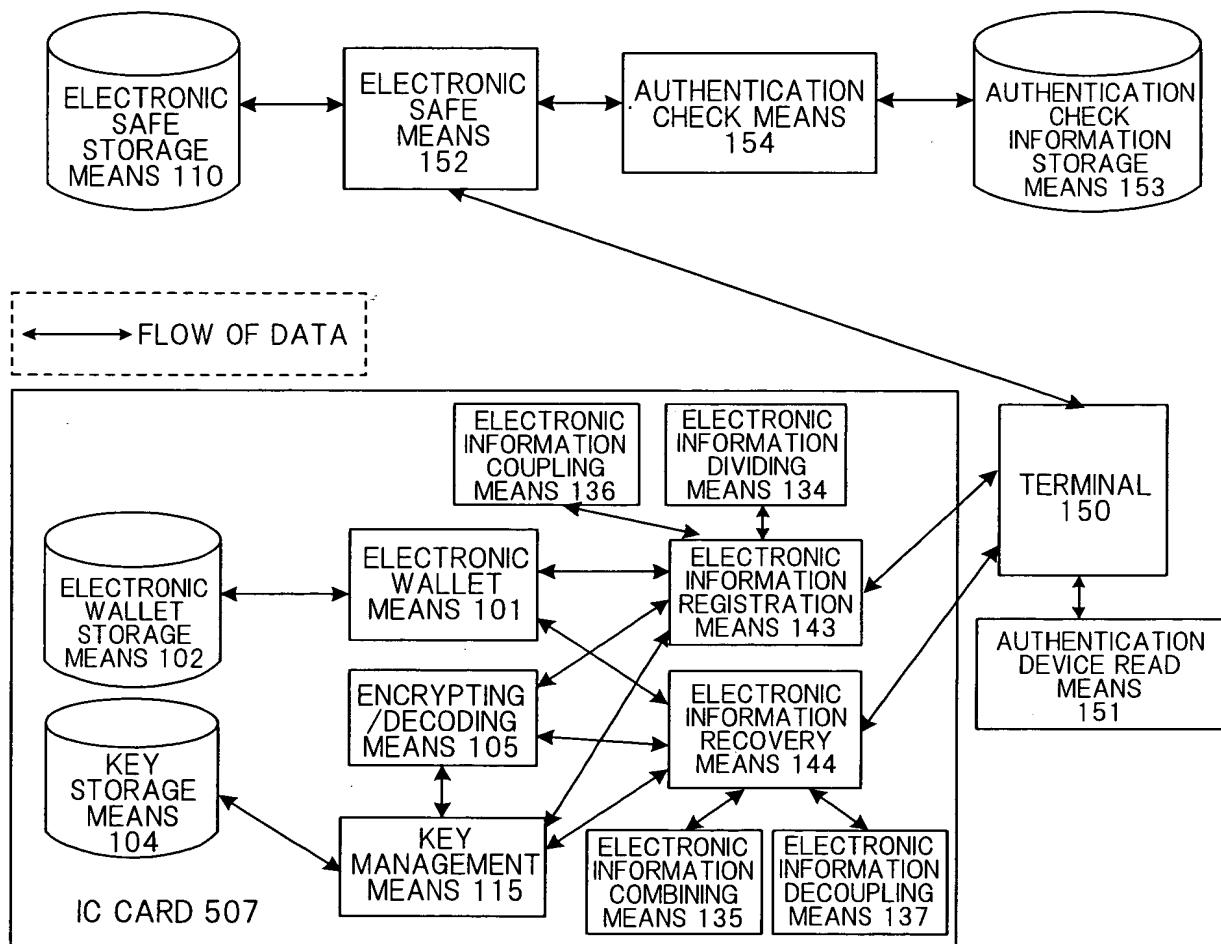 ELECTRONIC
SAFE
STORAGE
MEANS 110
ELECTRONIC
SAFE
MEANS
152
AUTHENTICATION
CHECK MEANS
154
AUTHENTICATION
CHECK
INFORMATION
STORAGE
MEANS 153
FLOW OF DATA
ELECTRONIC
INFORMATION
COUPLING
MEANS 136
ELECTRONIC
INFORMATION
DIVIDING
MEANS 134
TERMINAL
150
ELECTRONIC
WALLET
STORAGE
MEANS 102
ELECTRONIC
WALLET
MEANS 101
ELECTRONIC
INFORMATION
REGISTRATION
MEANS 143
AUTHENTICATION
DEVICE READ
MEANS
151
ENCRYPTING
/DECODING
MEANS 105
ELECTRONIC
INFORMATION
RECOVERY
MEANS 144
KEY
STORAGE
MEANS
104
KEY
MANAGEMENT
MEANS 115
ELECTRONIC
INFORMATION
COMBINING
MEANS 135
ELECTRONIC
INFORMATION
DECOUPLING
MEANS 137
IC CARD 507